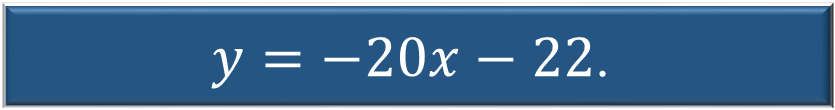 y = −20x − 22.